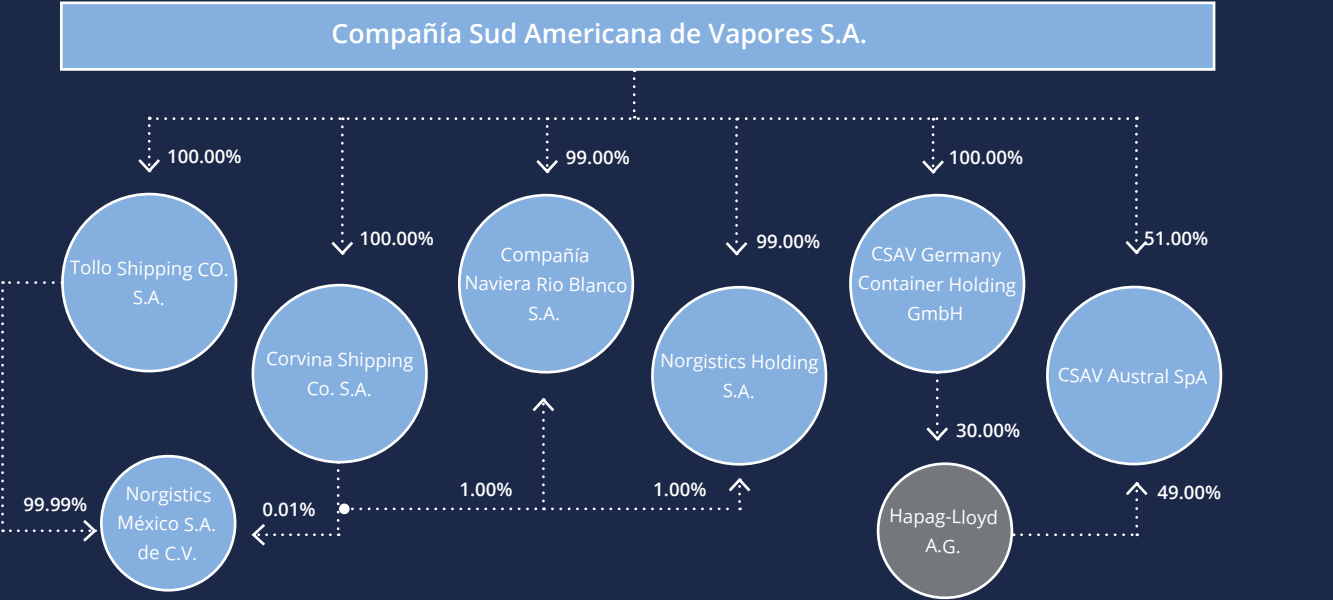 Compañía Sud Americana de Vapores S.A.
100.00%
99.00%
100.00%
100.00%
99.00%
51.00%
Tollo Shipping CO.
S.A.
Corvina Shipping
Co. S.A.
Compañía
Naviera Rio Blanco
S.A.
Norgistics Holding
S.A.
CSAV Germany
Container Holding
GmbH
CSAV Austral SpA
30.00%
99.99%
Norgistics
México S.A.
de C.V.
0.01%
1.00%
1.00%
Hapag-Lloyd
A.G.
49.00%